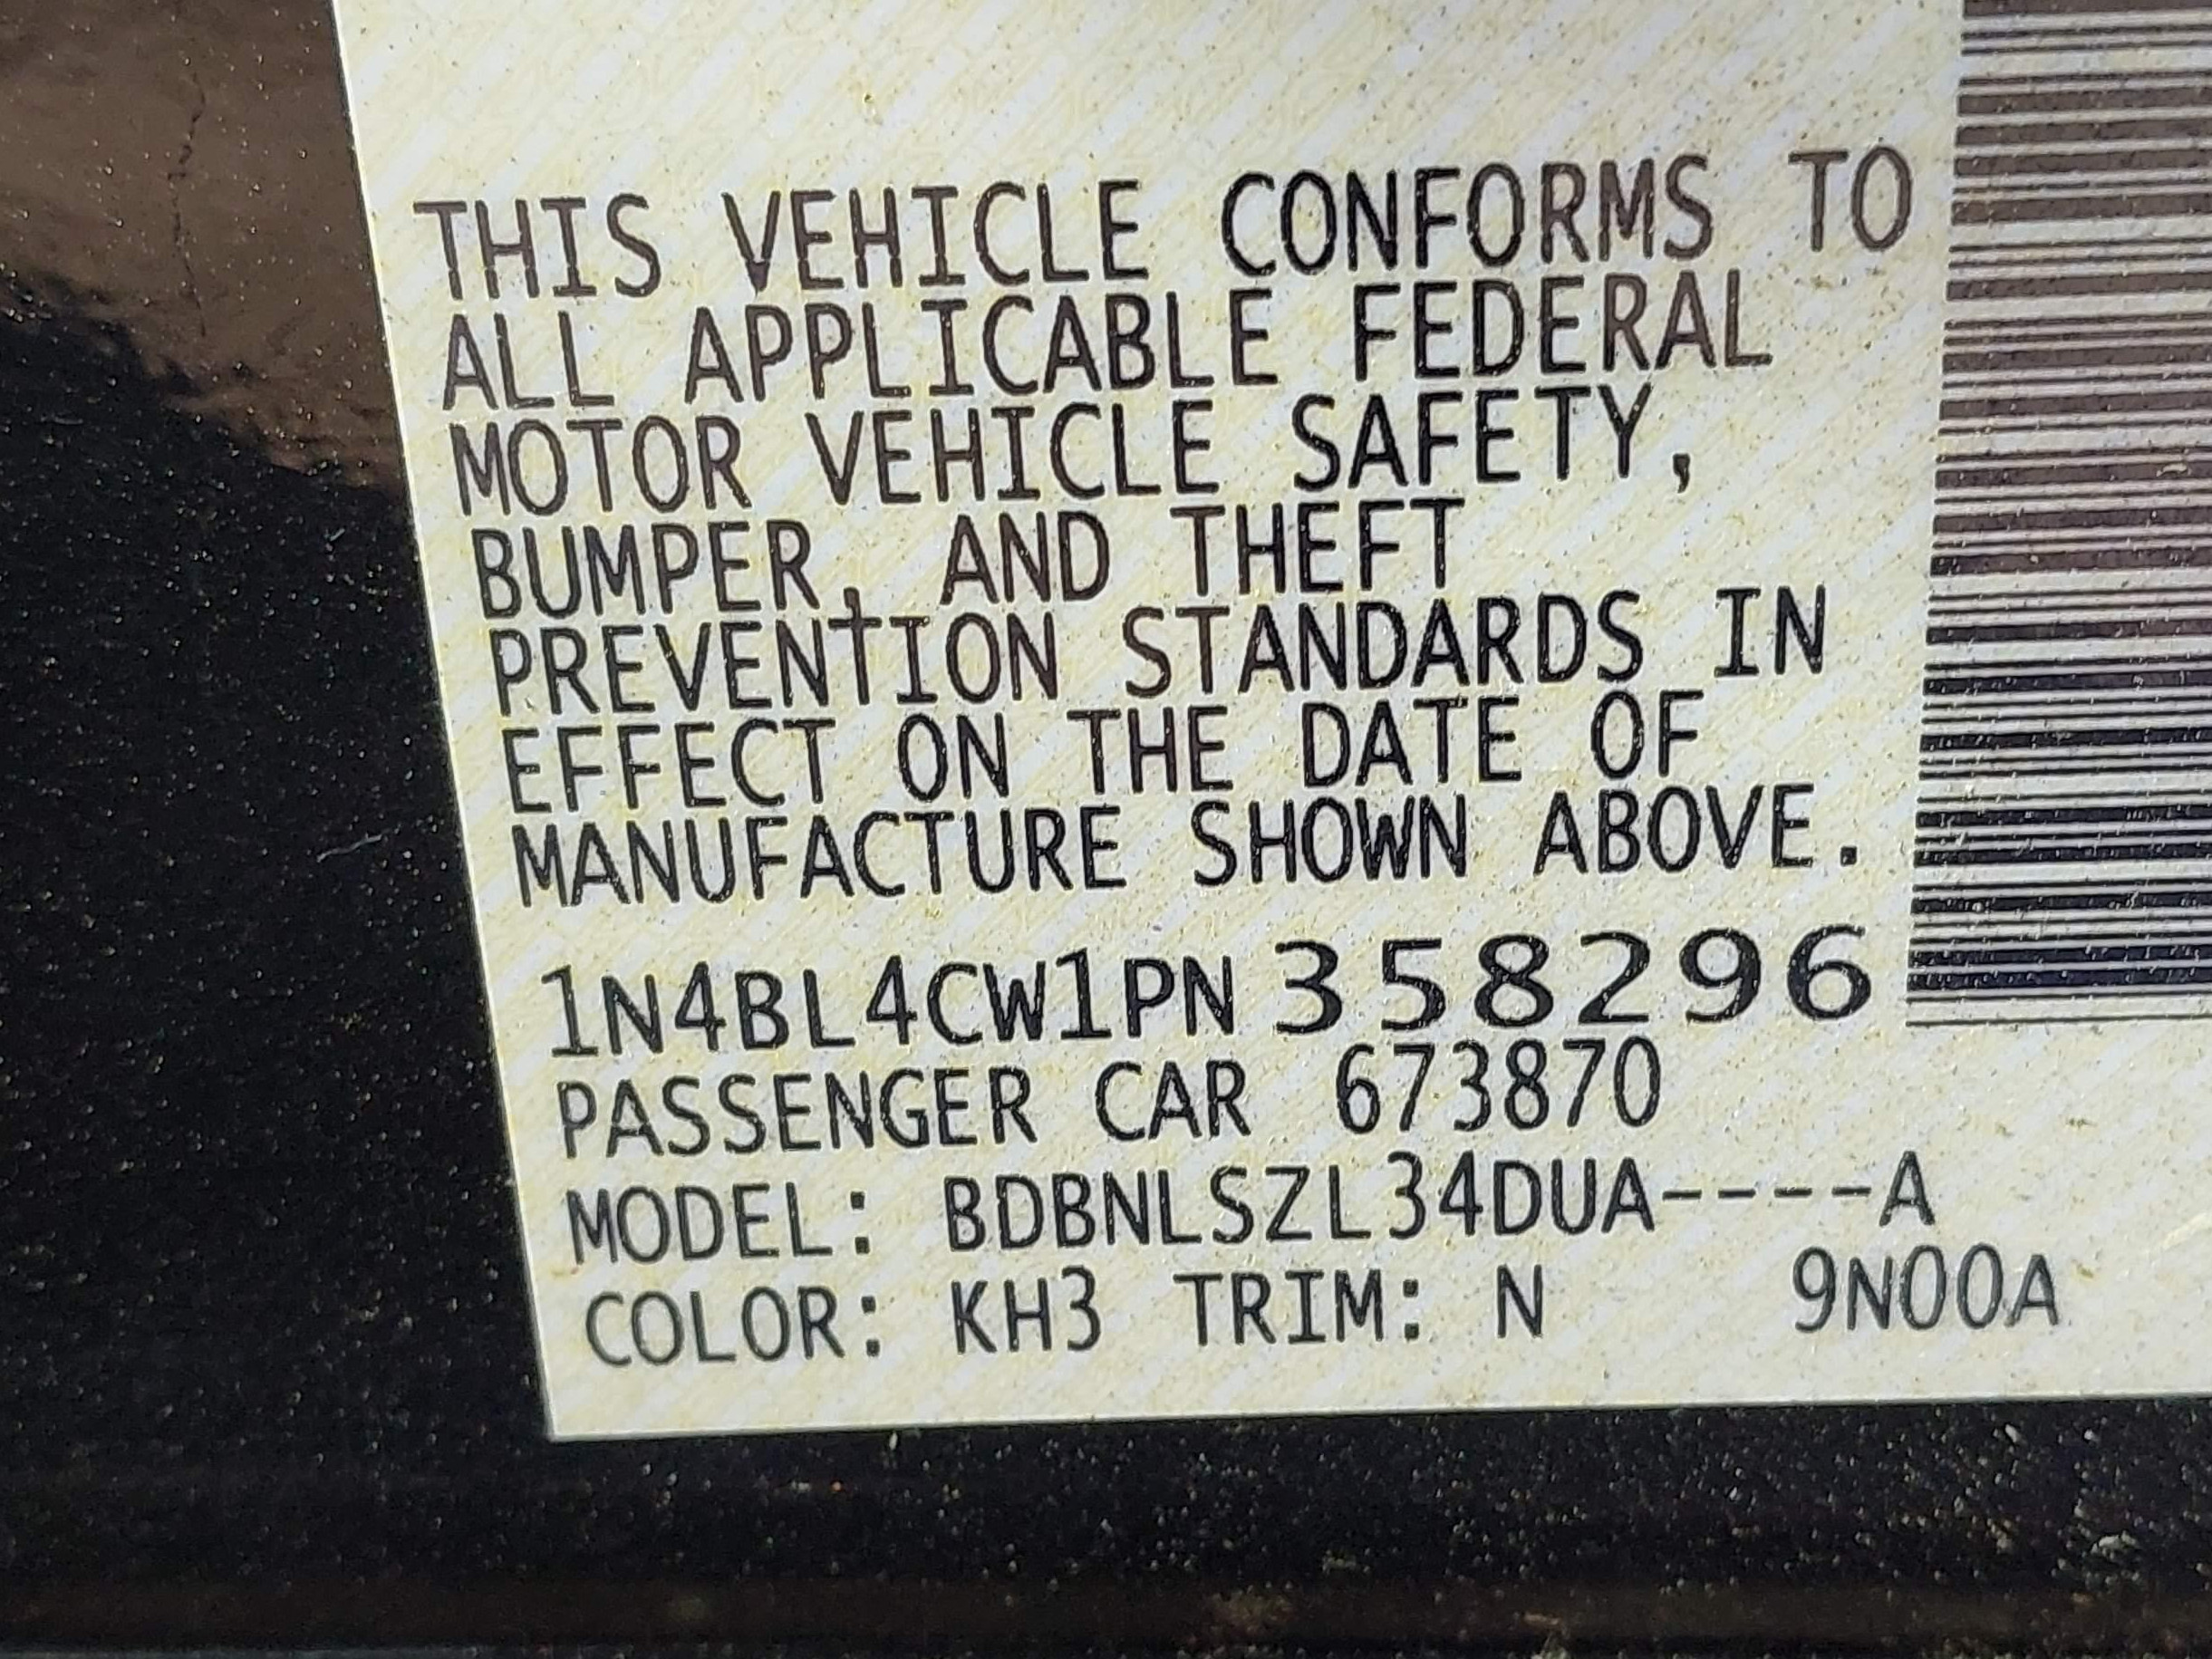 THIS VEHICLE CONFORMS TO
ALL APPLICABLE FEDERAL
MOTOR VEHICLE SAFETY,
BUMPER, AND THEFT
PREVENTION STANDARDS IN
EFFECT ON THE DATE OF
MANUFACTURE SHOWN ABOVE.
1N4BL4CW1PN358296
PASSENGER CAR 673870
MODEL: BDBNLSZL34DUA----A
COLOR: KH3 TRIM: N 9N00A